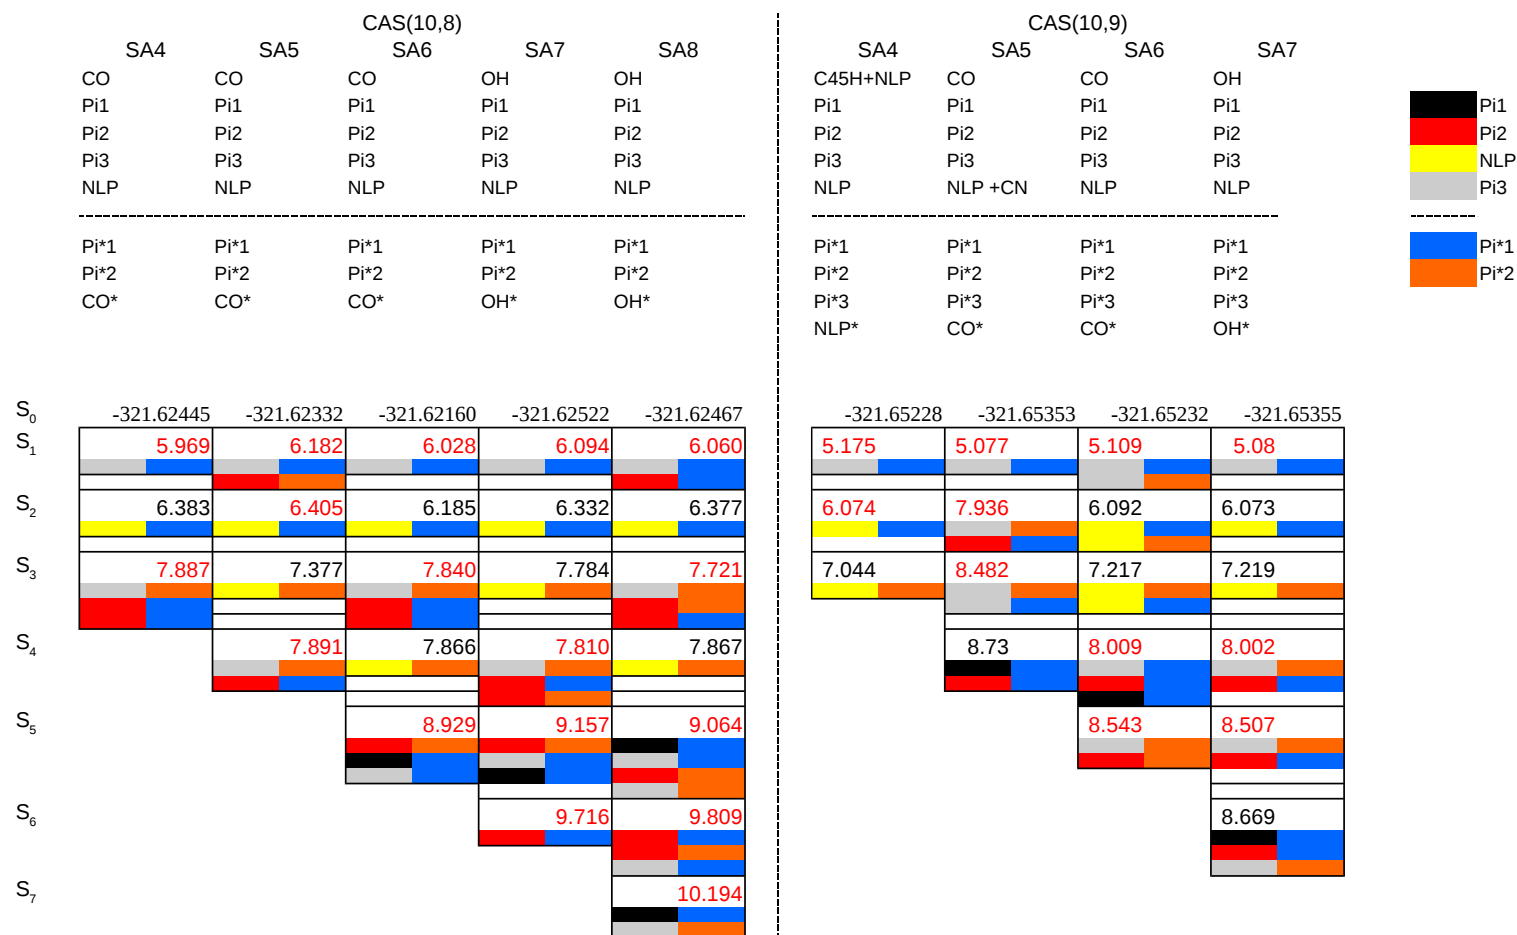 CAS(10,8) CAS(10,9)
SA4 SA5 SA6 SA7 SA8 SA4 SA5 SA6 SA7
CO CO CO OH OH C45H+NLP CO CO OH
Pi1 Pi1 Pi1 Pi1 Pi1 Pi1 Pi1 Pi1 Pi1 Pi1
Pi2 Pi2 Pi2 Pi2 Pi2 Pi2 Pi2 Pi2 Pi2 Pi2
Pi3 Pi3 Pi3 Pi3 Pi3 Pi3 Pi3 Pi3 Pi3 NLP
NLP NLP NLP NLP NLP NLP NLP +CN NLP NLP Pi3
Pi*1 Pi*1 Pi*1 Pi*1 Pi*1 Pi*1 Pi*1 Pi*1 Pi*1 Pi*1
Pi*2 Pi*2 Pi*2 Pi*2 Pi*2 Pi*2 Pi*2 Pi*2 Pi*2 Pi*2
CO* CO* CO* OH* OH* Pi*3 Pi*3 Pi*3 Pi*3
NLP* CO* CO* OH*
S0 -321.62445 -321.62332 -321.62160 -321.62522 -321.62467 -321.65228 -321.65353 -321.65232 -321.65355
S1 5.969 6.182 6.028 6.094 6.060 5.175 5.077 5.109 5.08
S2 6.383 6.405 6.185 6.332 6.377 6.074 7.936 6.092 6.073
S3 7.887 7.377 7.840 7.784 7.721 7.044 8.482 7.217 7.219
S4 7.891 7.866 7.810 7.867 8.73 8.009 8.002
S5 8.929 9.157 9.064 8.543 8.507
S6 9.716 9.809 8.669
S7 10.194